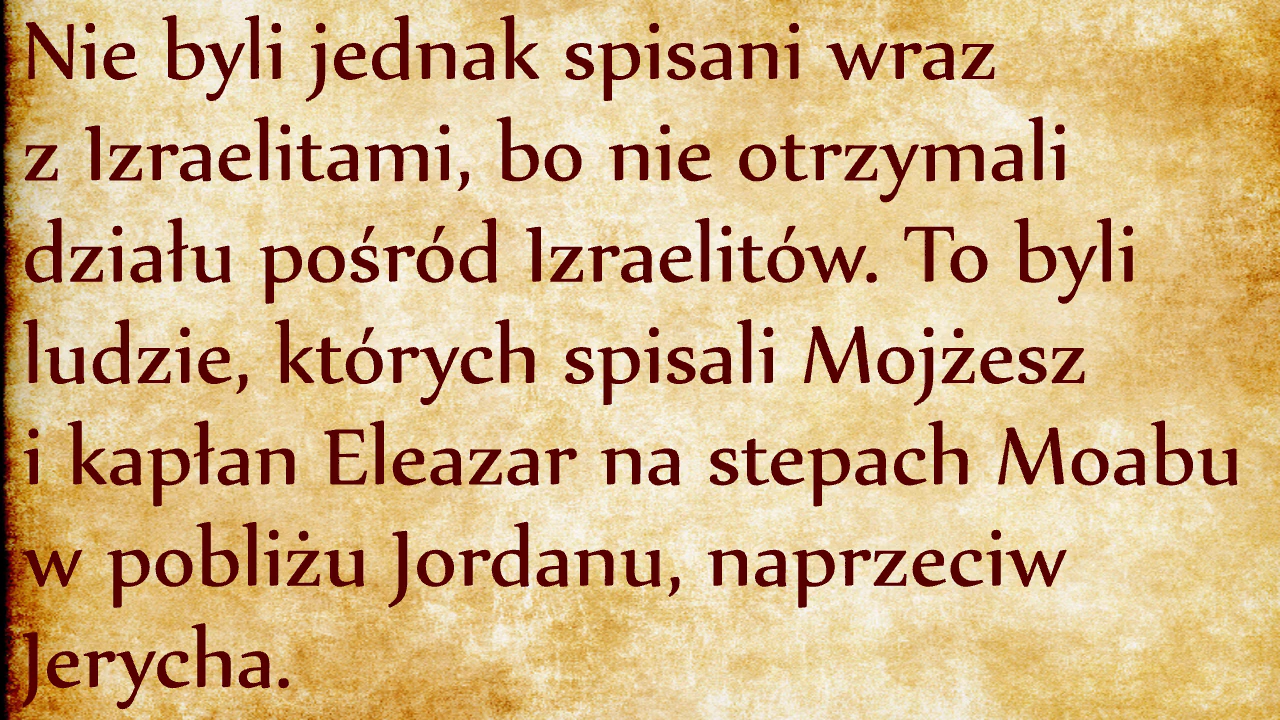 Nie byli jednak spisani wraz
z Izraelitami, bo nie otrzymali
działu pośród Izraelitów. To byli
ludzie, których spisali Mojżesz
i kapłan Eleazar na stepach Moabu
w pobliżu Jordanu, naprzeciw
Jerycha.